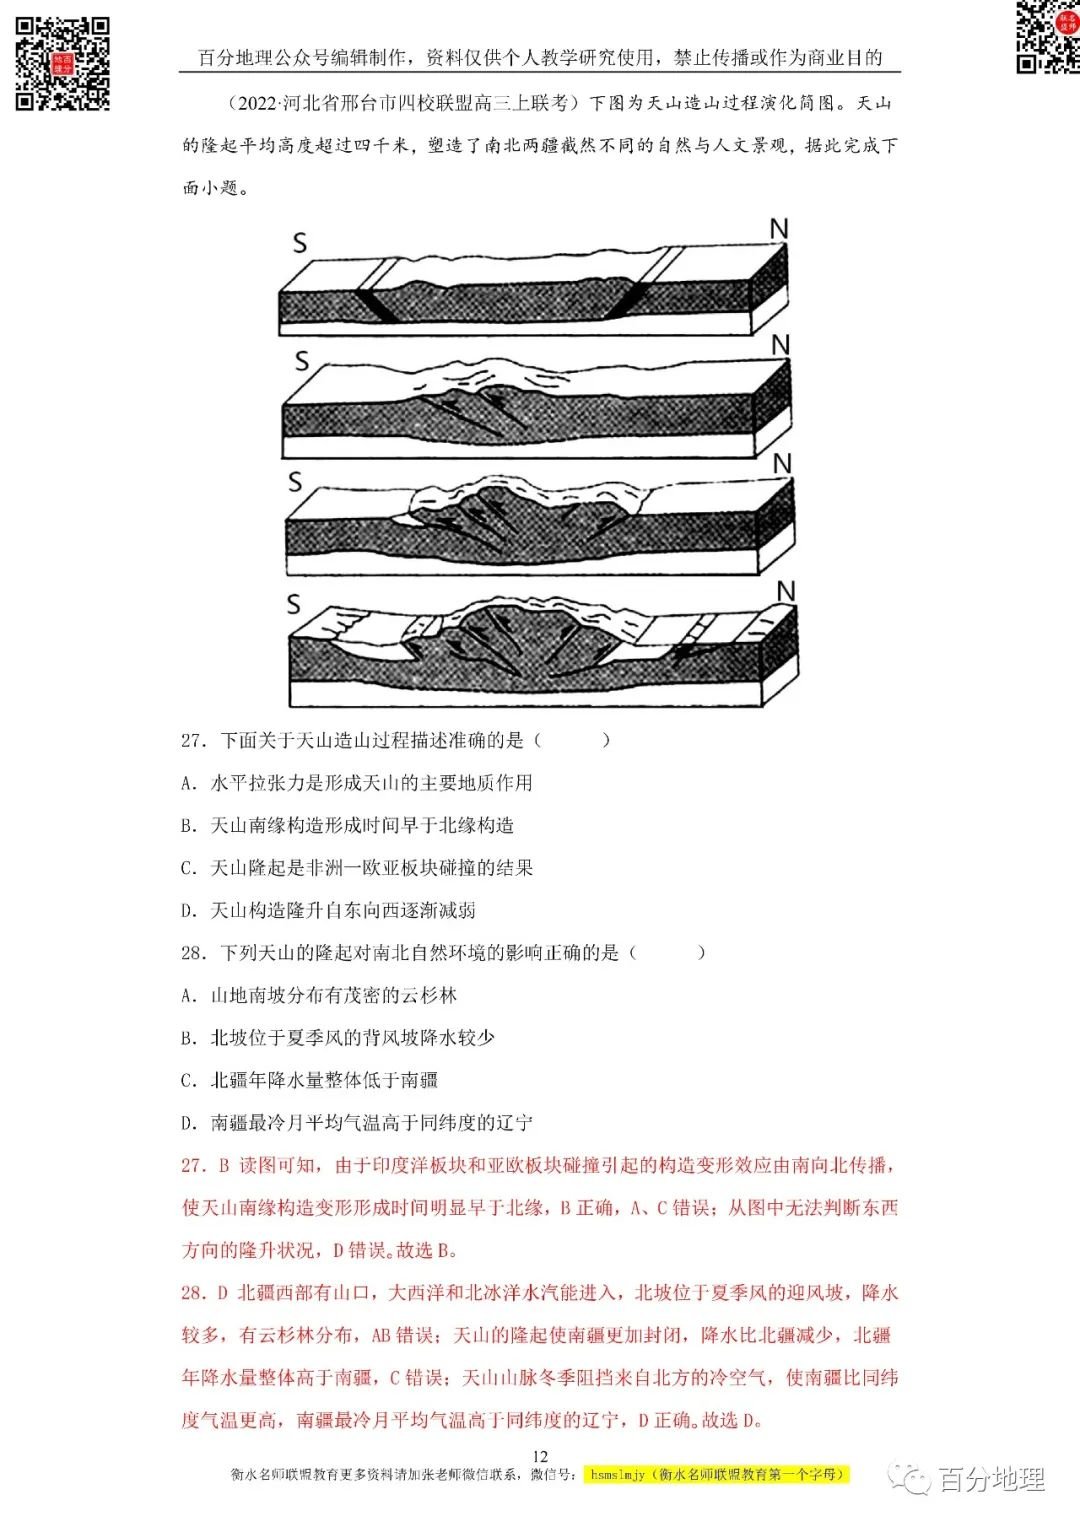 百分地理公众号编辑制作，资料仅供个人教学研究使用，禁止传播或作为商业目的
（2022·河北省邢台市四校联盟高三上联考）下图为天山造山过程演化简图。天山
的隆起平均高度超过四千米，塑造了南北两疆截然不同的自然与人文景观，据此完成下
面小题。
S N
S N
S N
S N
27．下面关于天山造山过程描述准确的是（　　）
A．水平拉张力是形成天山的主要地质作用
B．天山南缘构造形成时间早于北缘构造
C．天山隆起是非洲一欧亚板块碰撞的结果
D．天山构造隆升自东向西逐渐减弱
28．下列天山的隆起对南北自然环境的影响正确的是（　　）
A．山地南坡分布有茂密的云杉林
B．北坡位于夏季风的背风坡降水较少
C．北疆年降水量整体低于南疆
D．南疆最冷月平均气温高于同纬度的辽宁
27．B 读图可知，由于印度洋板块和亚欧板块碰撞引起的构造变形效应由南向北传播，
使天山南缘构造变形形成时间明显早于北缘，B 正确，A、C 错误；从图中无法判断东西
方向的隆升状况，D 错误。故选 B。
28．D 北疆西部有山口，大西洋和北冰洋水汽能进入，北坡位于夏季风的迎风坡，降水
较多，有云杉林分布，AB 错误；天山的隆起使南疆更加封闭，降水比北疆减少，北疆
年降水量整体高于南疆，C 错误；天山山脉冬季阻挡来自北方的冷空气，使南疆比同纬
度气温更高，南疆最冷月平均气温高于同纬度的辽宁，D 正确。故选 D。
12
衡水名师联盟教育更多资料请加张老师微信联系，微信号： hsmslmjy（衡水名师联盟教育第一个字母）
百分地理